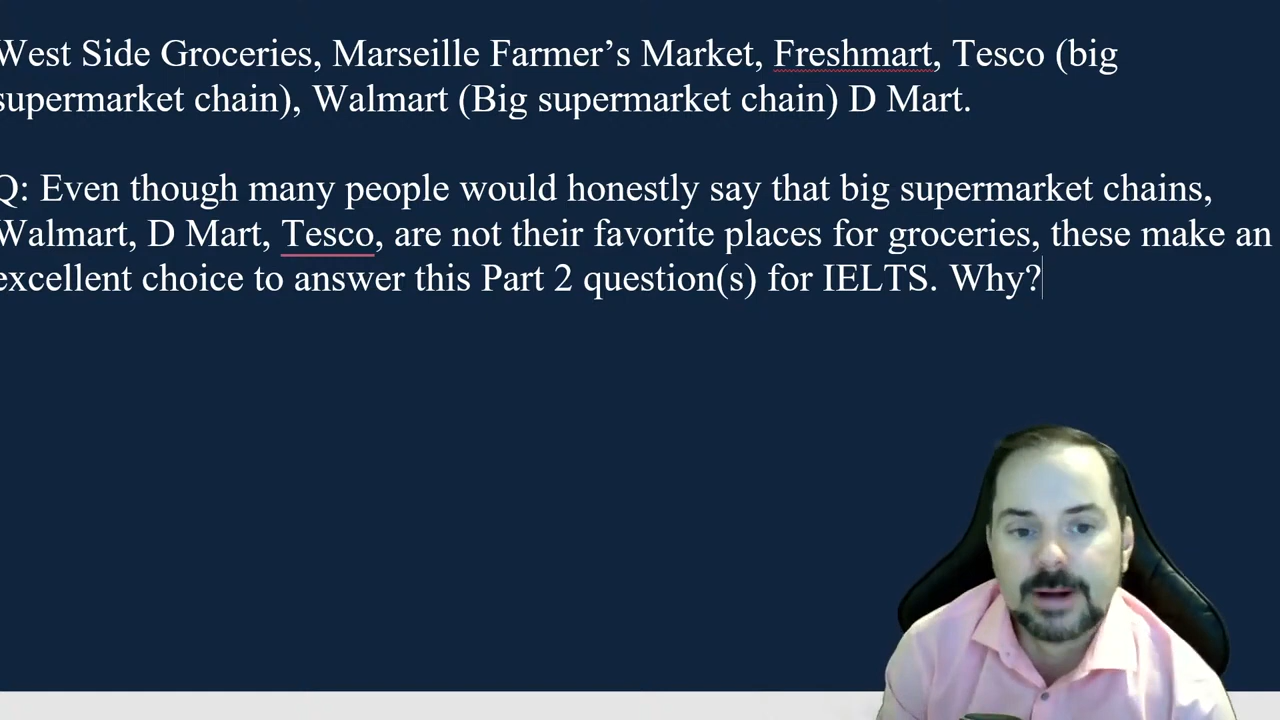 West Side Groceries, Marseille Farmer’s Market, Freshmart, Tesco (big
supermarket chain), Walmart (Big supermarket chain) D Mart.
Q: Even though many people would honestly say that big supermarket chains,
Walmart, D Mart, Tesco, are not their favorite places for groceries, these make an
excellent choice to answer this Part 2 question(s) for IELTS. Why?